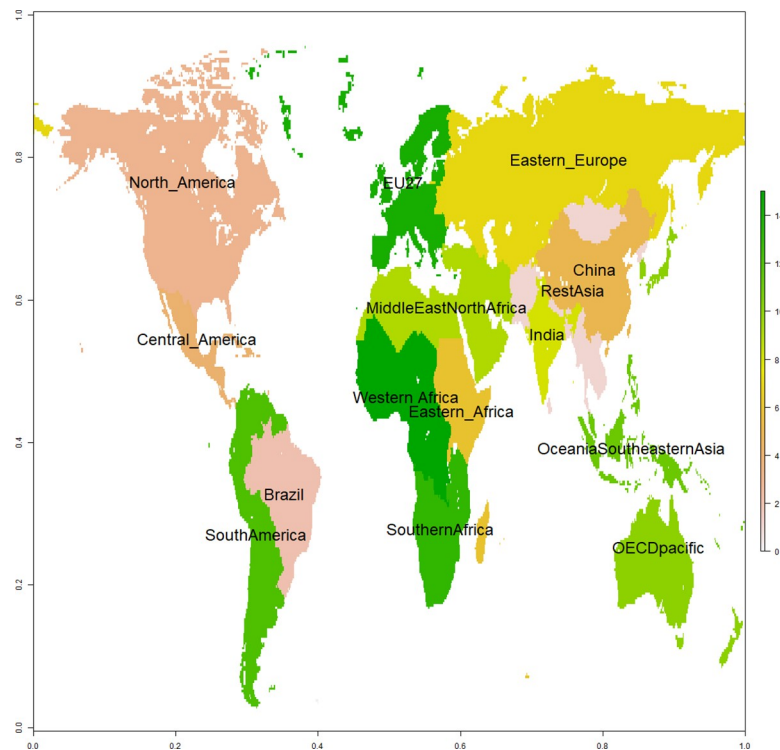 1.0
0.8
0.6
0.4
0.2
0.0
0.0
0.2
0.4
0.6
0.8
1.0
North_America
EU27
Eastern_Europe
China
RestAsia
MiddleEastNorthAfrica
India
Central_America
Western Africa
Eastern_Africa
OceaniaSoutheasternAsia
Brazil
SouthAmerica
SouthernAfrica
OECDpacific
8
6
4
2
0